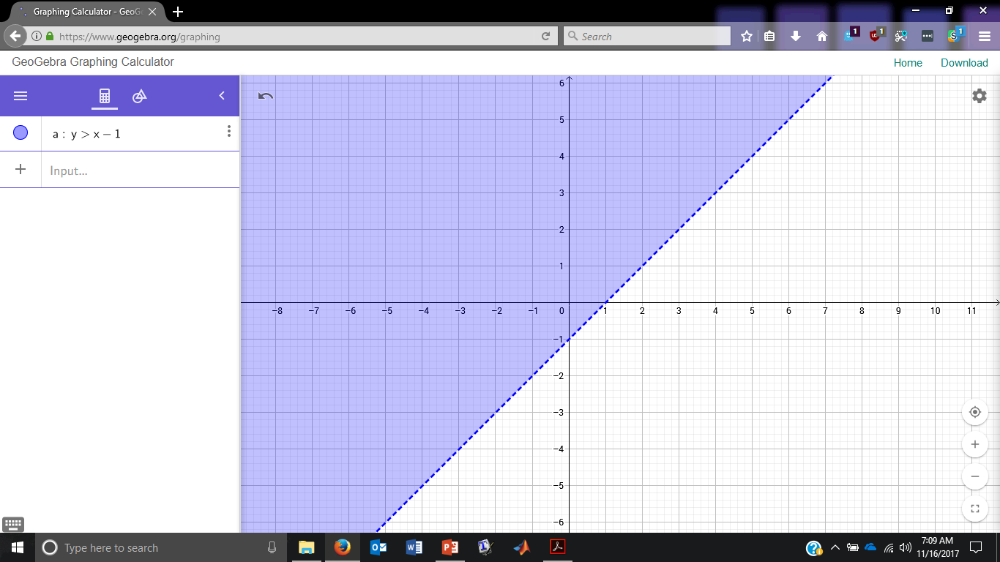 Graphing Calculator - GeoG
https://www.geogebra.org/graphing
Search
1
1
1
GeoGebra Graphing Calculator
Home
Download
a : y > x − 1
Input...
6
5
4
3
2
1
−8 −7 −6 −5 −4 −3 −2 −1 0 1 2 3 4 5 6 7 8 9 10 11
−1
−2
−3
−4
−5
−6
Type here to search
7:09 AM
11/16/2017